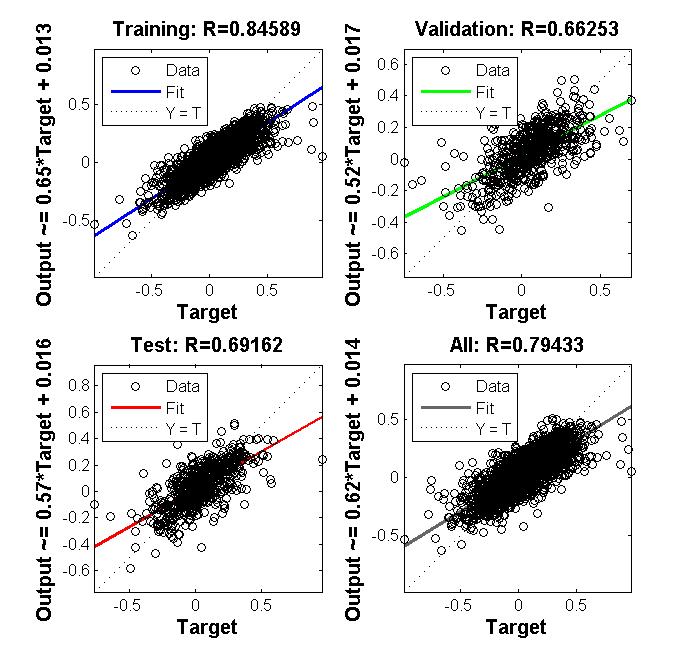 Training: R=0.84589
Output ~= 0.65*Target + 0.013
Data
Fit
Y = T
0.5
0
-0.5
-0.5 0 0.5
Target
Validation: R=0.66253
Output ~= 0.52*Target + 0.017
Data
Fit
Y = T
0.6
0.4
0.2
0
-0.2
-0.4
-0.6
-0.5 0 0.5
Target
Test: R=0.69162
Output ~= 0.57*Target + 0.016
Data
Fit
Y = T
0.8
0.6
0.4
0.2
0
-0.2
-0.4
-0.6
-0.5 0 0.5
Target
All: R=0.79433
Output ~= 0.62*Target + 0.014
Data
Fit
Y = T
0.5
0
-0.5
-0.5 0 0.5
Target